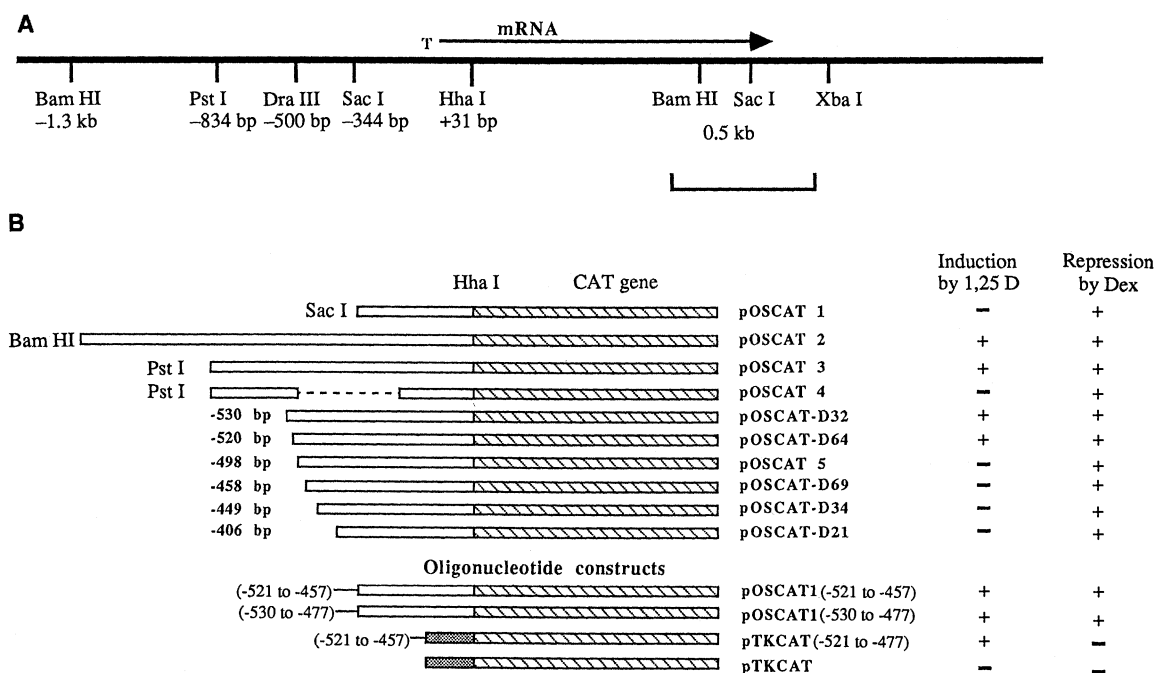 A
T mRNA
Bam HI Pst I Dra III Sac I Hha I Bam HI Sac I Xba I
–1.3 kb –834 bp –500 bp –344 bp +31 bp 0.5 kb
B
Induction by 1,25 D
Repression by Dex
Hha I CAT gene
Sac I pOSCAT 1 – +
Bam HI pOSCAT 2 + +
Pst I pOSCAT 3 + +
Pst I pOSCAT 4 – +
-530 bp pOSCAT-D32 + +
-520 bp pOSCAT-D64 + +
-498 bp pOSCAT 5 – +
-458 bp pOSCAT-D69 – +
-449 bp pOSCAT-D34 – +
-406 bp pOSCAT-D21 – +
Oligonucleotide constructs
(-521 to -457) pOSCAT1(-521 to -457) + +
(-530 to -477) pOSCAT1(-530 to -477) + +
(-521 to -457) pTKCAT(-521 to -477) + –
pTKCAT – –